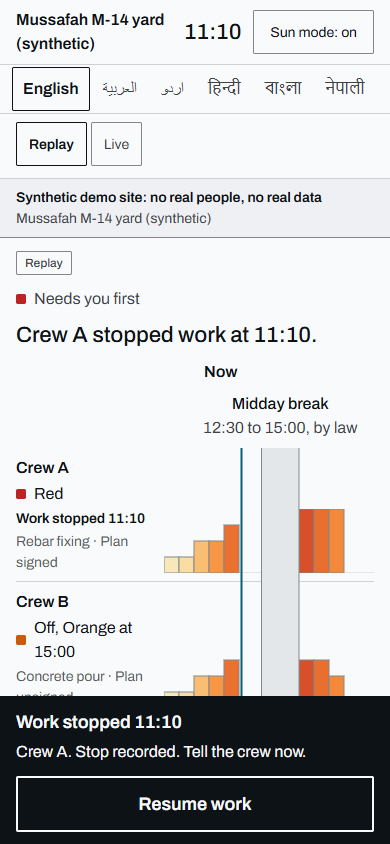 Mussafah M-14 yard
(synthetic)
11:10
Sun mode: on
English
العربية
اردو
हिन्दी
বাংলা
नेपाली
Replay
Live
Synthetic demo site: no real people, no real data
Mussafah M-14 yard (synthetic)
Replay
Needs you first
Crew A stopped work at 11:10.
Now
Midday break
12:30 to 15:00, by law
Crew A
Red
Work stopped 11:10
Rebar fixing · Plan
signed
Crew B
Off, Orange at
15:00
Concrete pour · Plan
unsigned
Work stopped 11:10
Crew A. Stop recorded. Tell the crew now.
Resume work